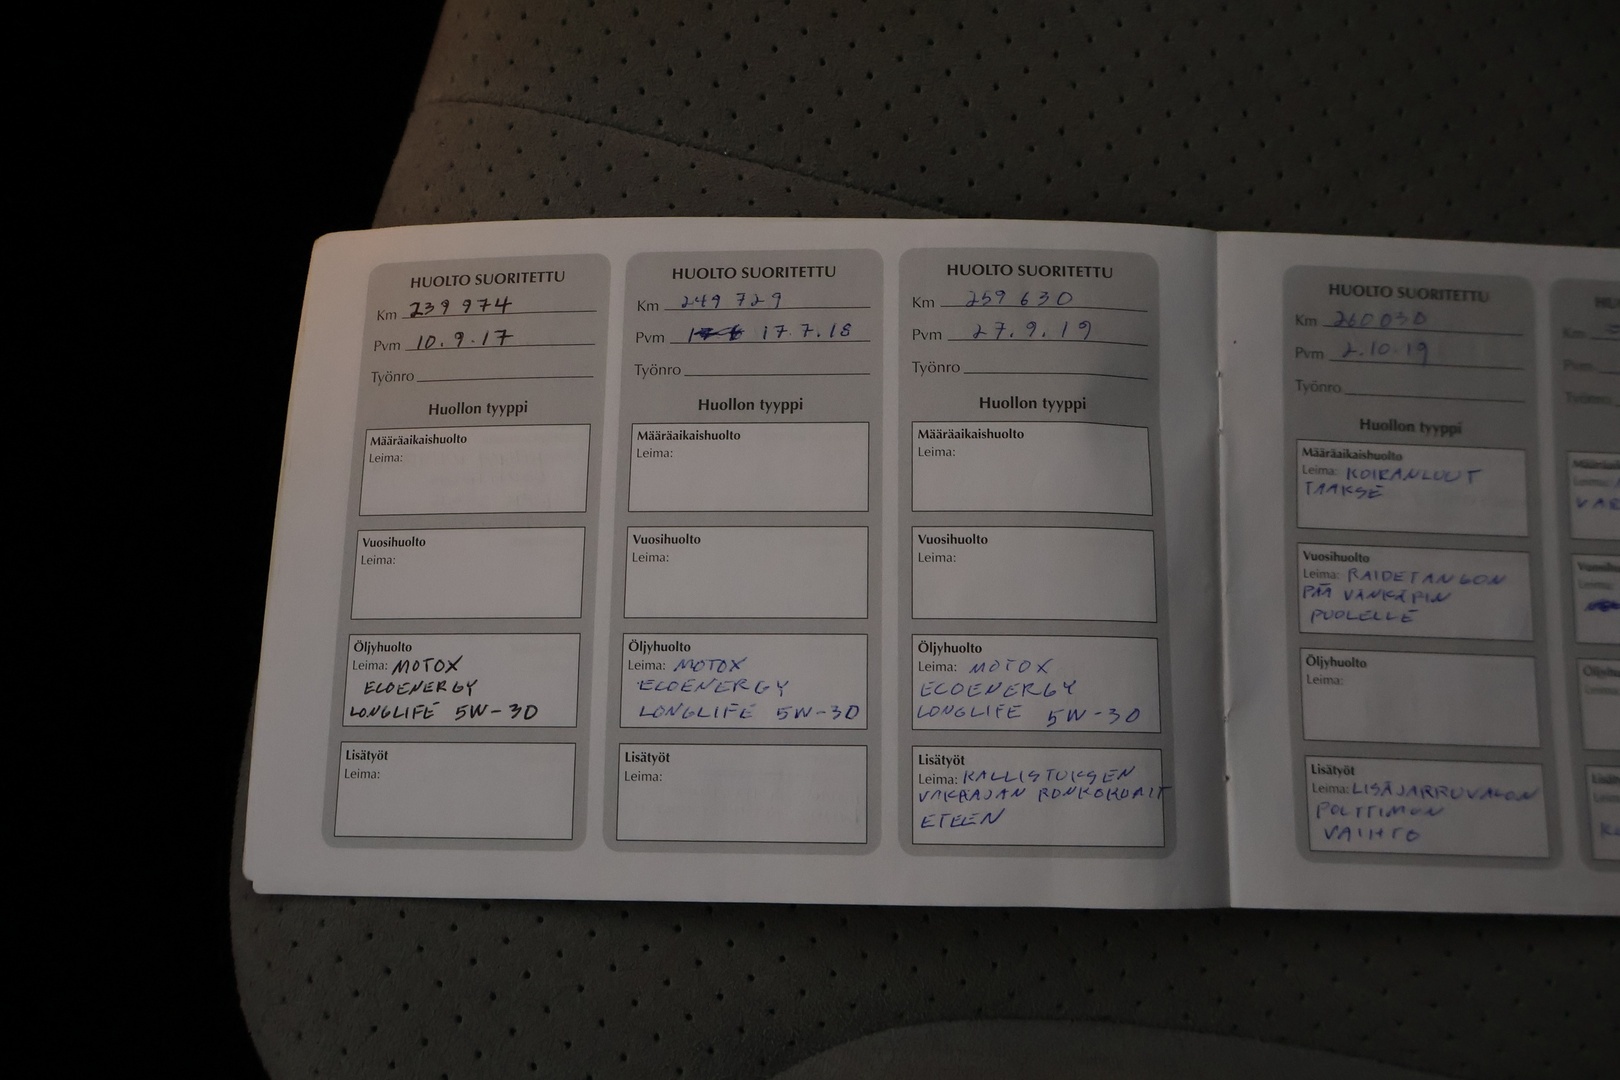 HUOLTO SUORITETTU
Km 239 974
Pvm 10.9.17
Työnro
Huollon tyyppi
Määräaikaishuolto
Leima:
Vuosihuolto
Leima:
Öljyhuolto
Leima: MOTOX
ECOENERGY
LONGLIFE 5W-30
Lisätyöt
Leima:
HUOLTO SUORITETTU
Km 249 729
Pvm 17.7.18
Työnro
Huollon tyyppi
Määräaikaishuolto
Leima:
Vuosihuolto
Leima:
Öljyhuolto
Leima: MOTOX
ECOENERGY
LONGLIFE 5W-30
Lisätyöt
Leima:
HUOLTO SUORITETTU
Km 259 630
Pvm 27.9.19
Työnro
Huollon tyyppi
Määräaikaishuolto
Leima:
Vuosihuolto
Leima:
Öljyhuolto
Leima: MOTOX
ECOENERGY
LONGLIFE 5W-30
Lisätyöt
Leima: KALLISTUKSEN
VAKAAJAN
ETEEN
HUOLTO SUORITETTU
Km 260030
Pvm 2.10.19
Työnro
Huollon tyyppi
Määräaikaishuolto
Leima: KOIRANLUUT
TAAKSE
Vuosihuolto
Leima: RAIDETANGON
PÄÄ VÄNKÄRIN
PUOLELLE
Öljyhuolto
Leima:
Lisätyöt
Leima: LISÄJARRUVALON
POLTTIMON
VAIHTO